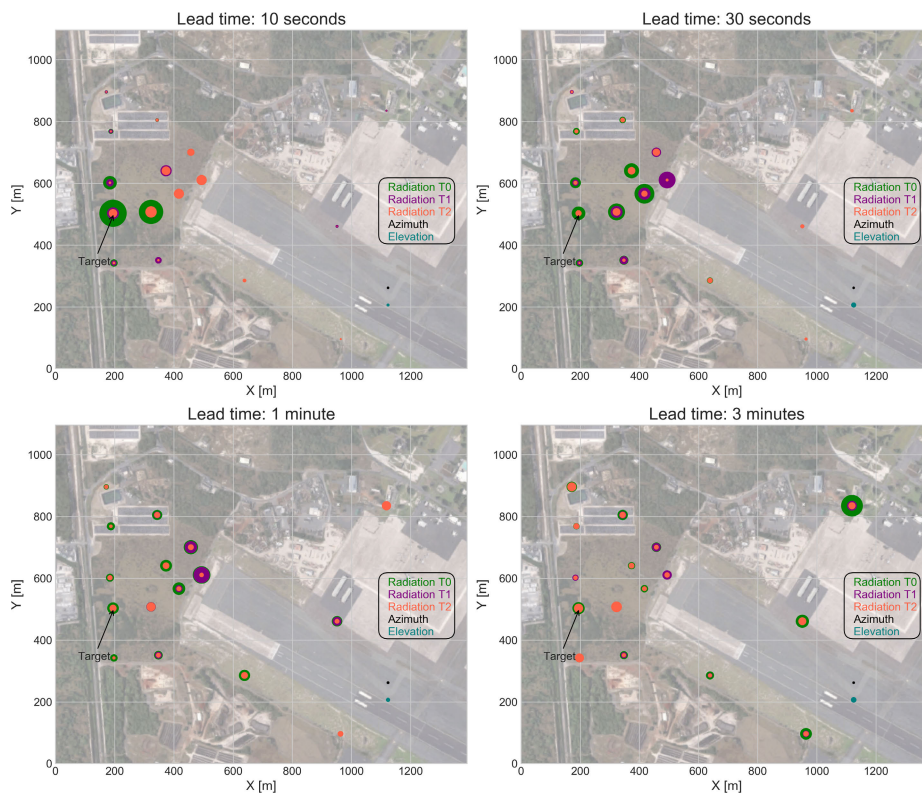 Lead time: 10 seconds
Y [m]
1000
800
600
400
200
0
0 200 400 600 800 1000 1200
X [m]
Target
Radiation T0
Radiation T1
Radiation T2
Azimuth
Elevation
Lead time: 30 seconds
Y [m]
1000
800
600
400
200
0
0 200 400 600 800 1000 1200
X [m]
Target
Radiation T0
Radiation T1
Radiation T2
Azimuth
Elevation
Lead time: 1 minute
Y [m]
1000
800
600
400
200
0
0 200 400 600 800 1000 1200
X [m]
Target
Radiation T0
Radiation T1
Radiation T2
Azimuth
Elevation
Lead time: 3 minutes
Y [m]
1000
800
600
400
200
0
0 200 400 600 800 1000 1200
X [m]
Target
Radiation T0
Radiation T1
Radiation T2
Azimuth
Elevation